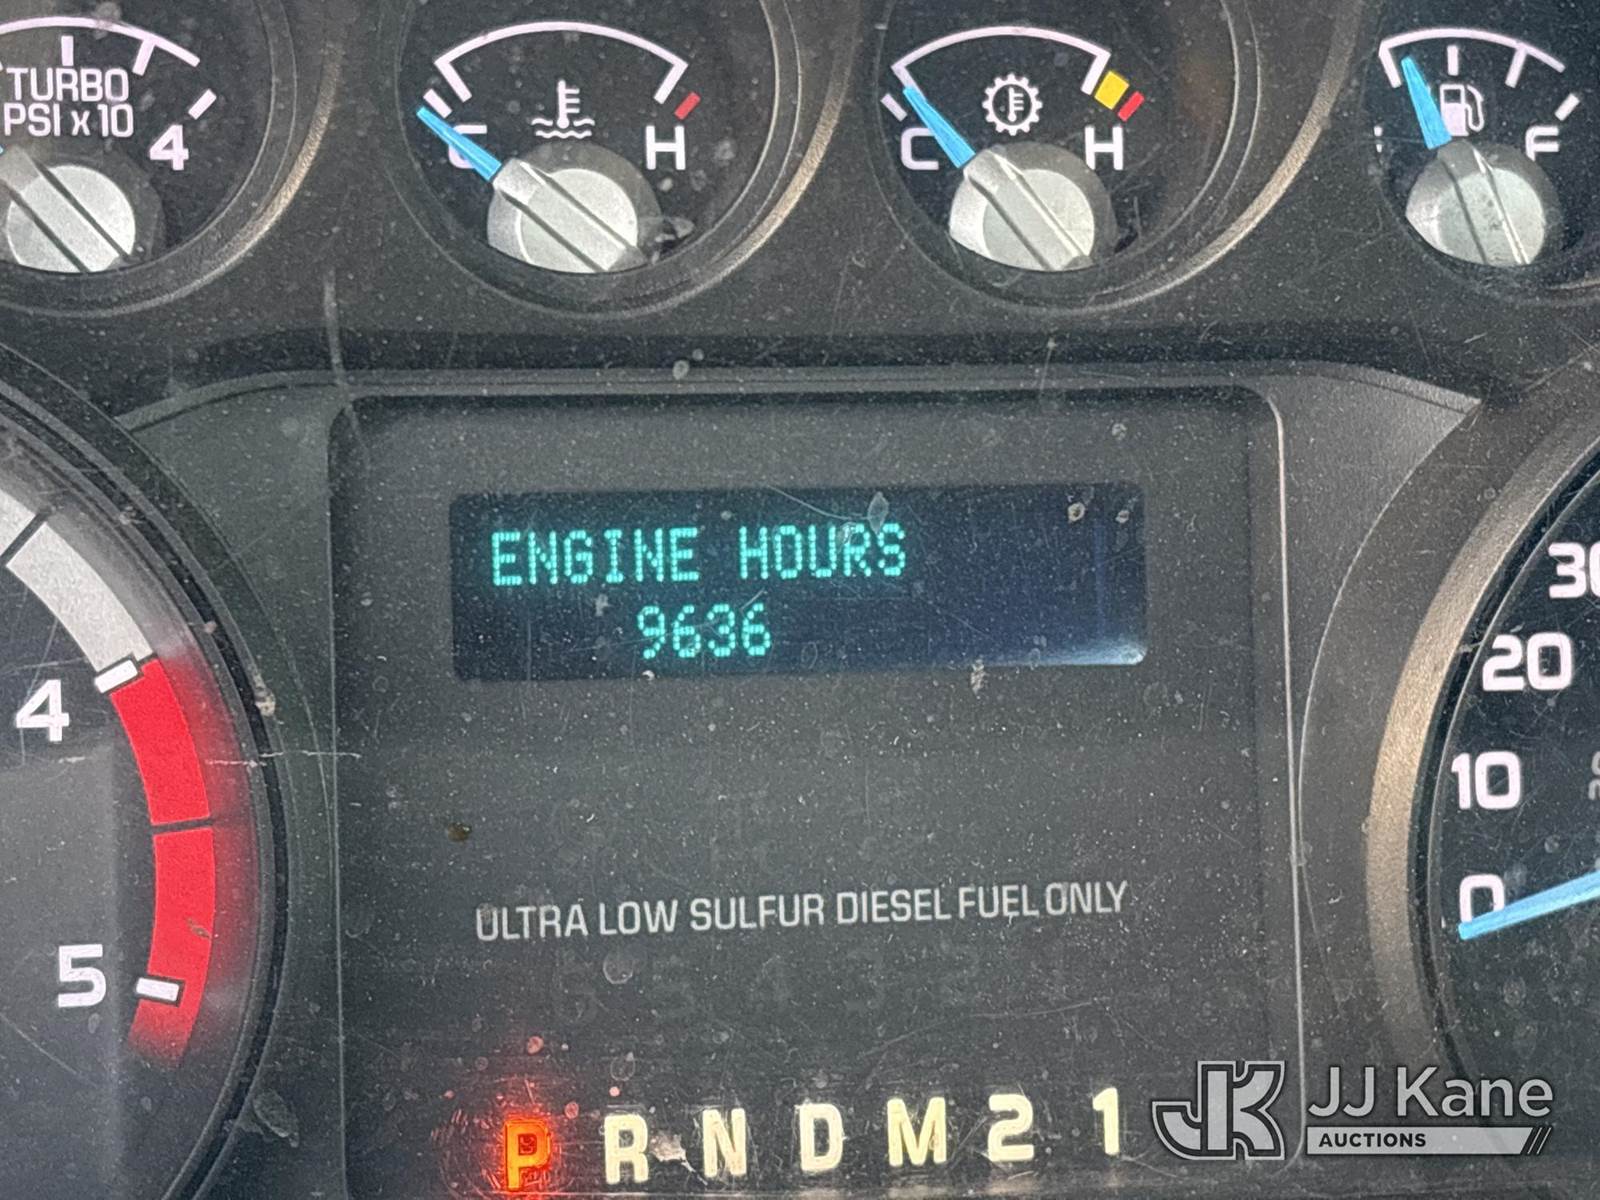 TURBO
PSI x 10
4
C
H
C
H
F
ENGINE HOURS
9636
4
5
30
20
10
0
ULTRA LOW SULFUR DIESEL FUEL ONLY
P R N D M 2 1
JJ Kane
AUCTIONS